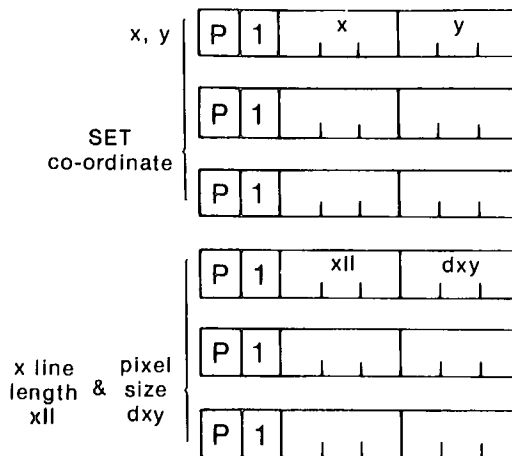 x, y P 1 x y
P 1
SET
co-ordinate
P 1
P 1 xll dxy
P 1
x line length xll & pixel size dxy
P 1